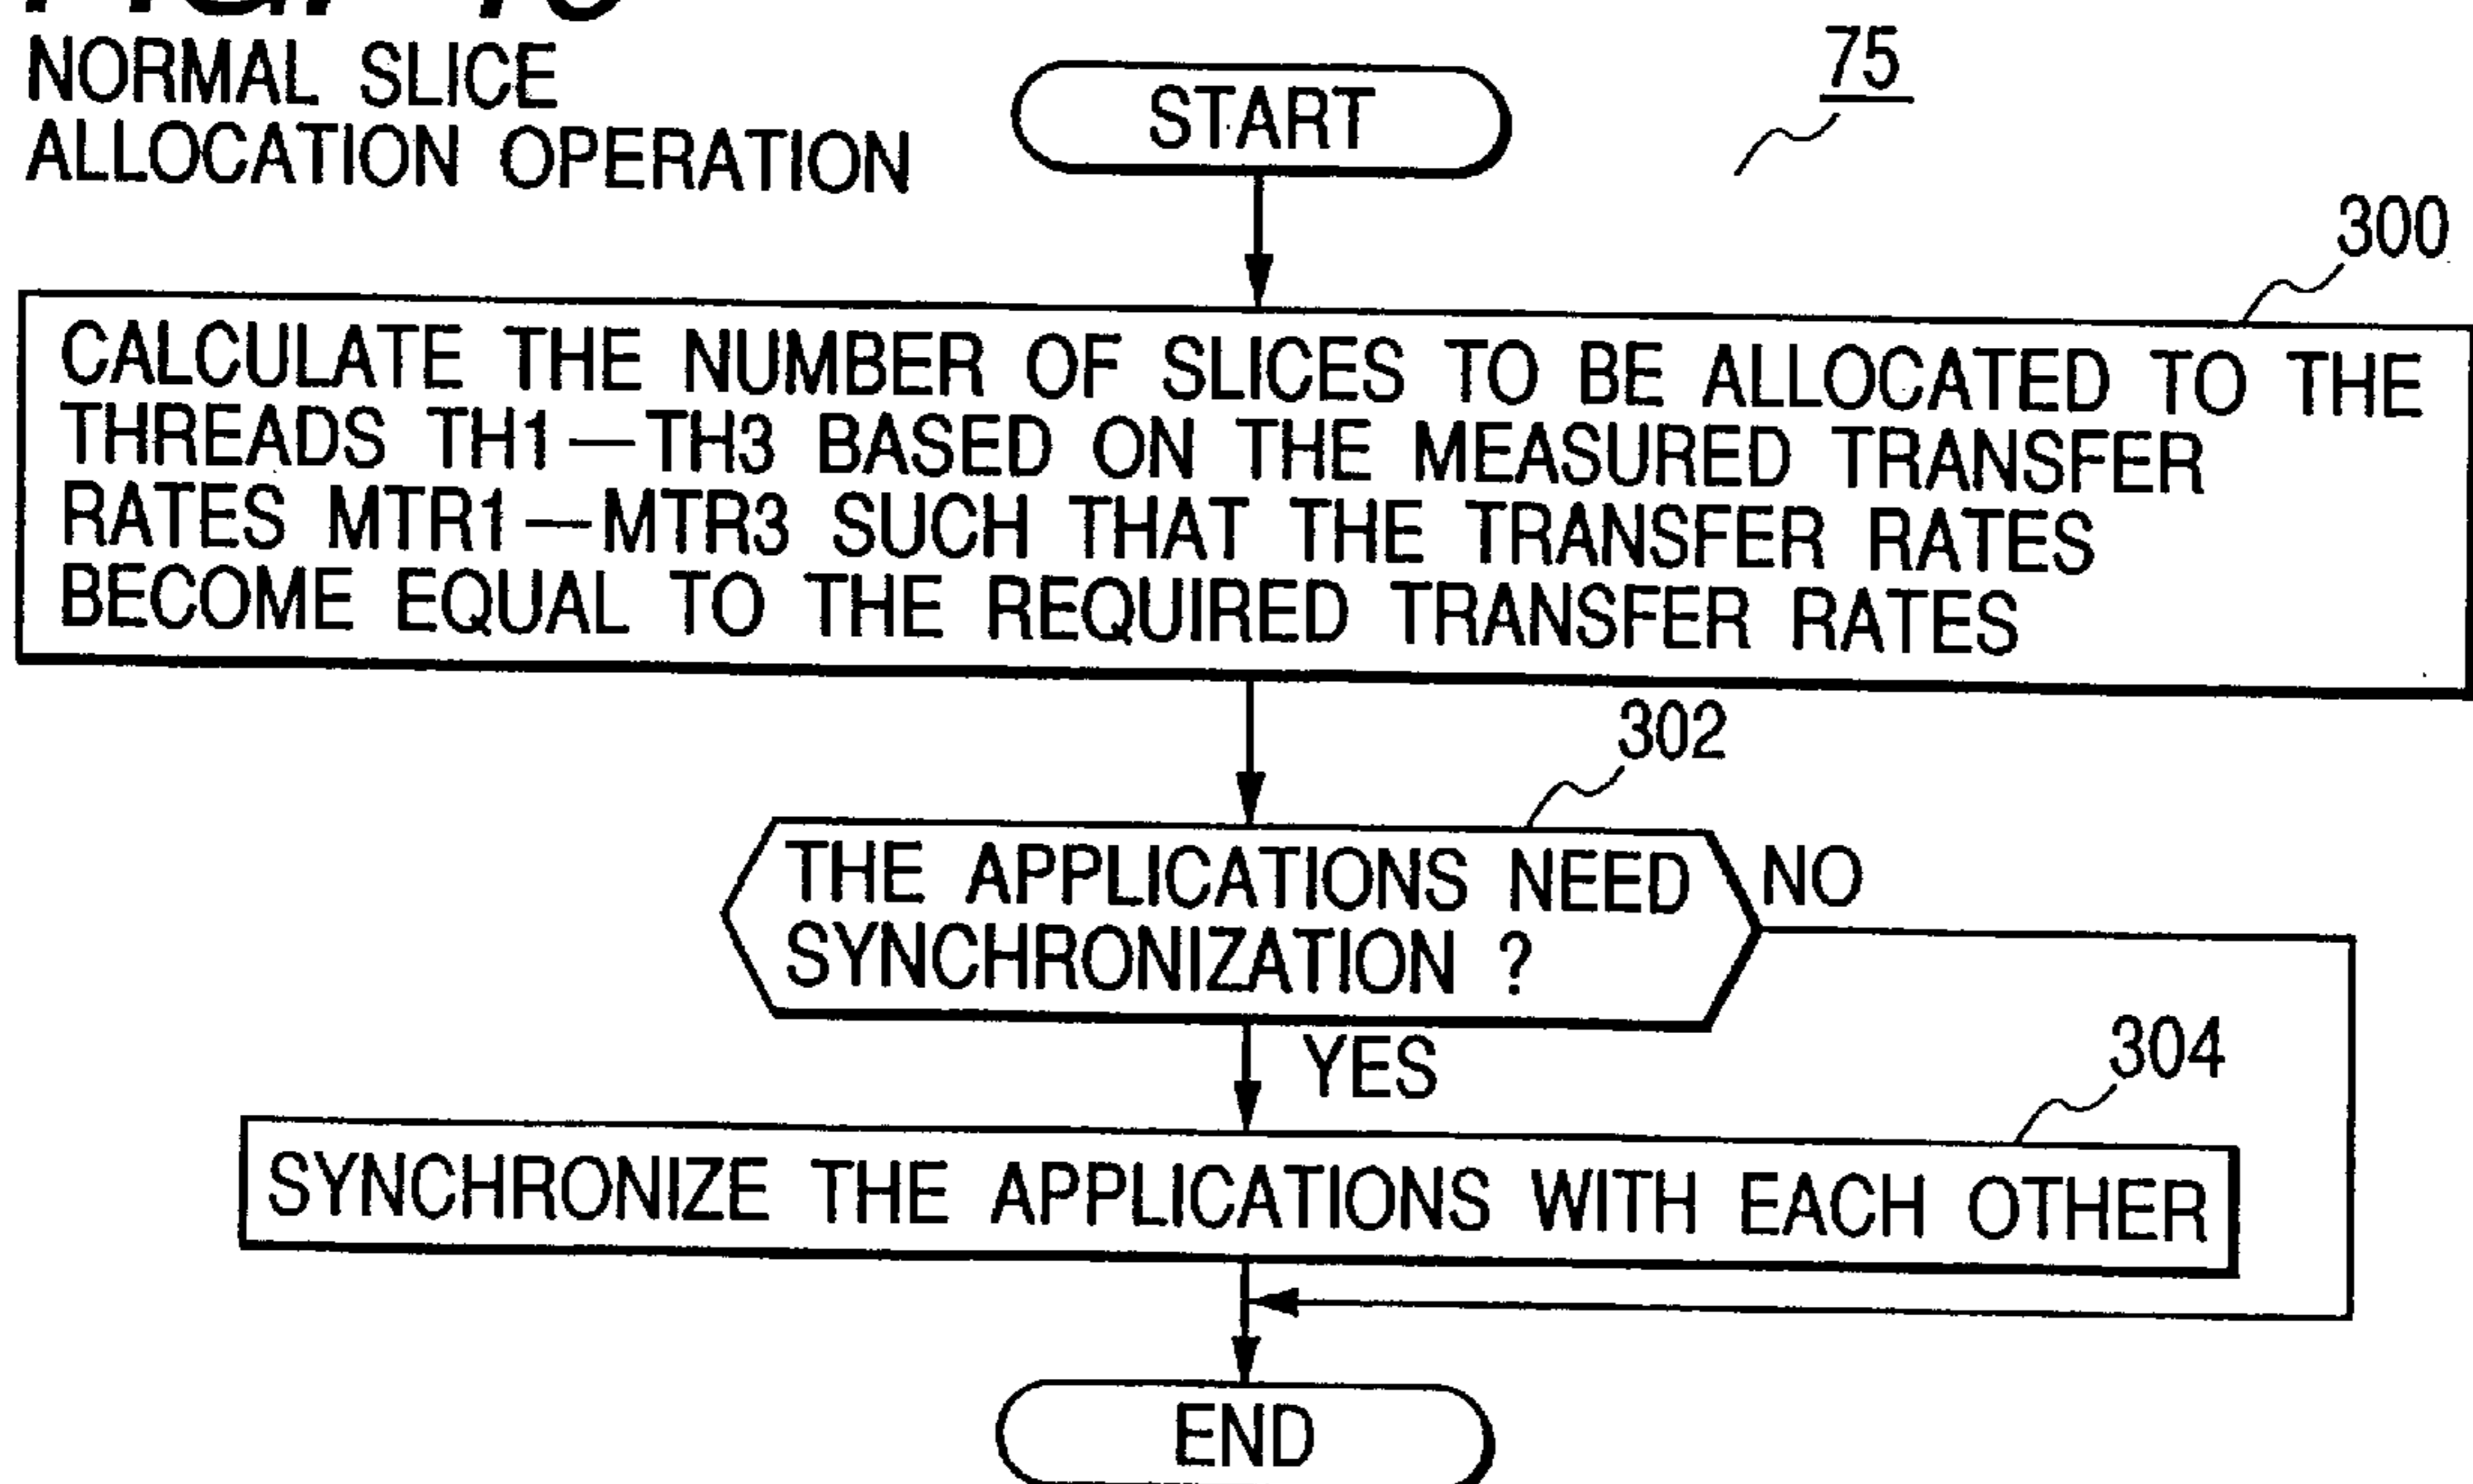 NORMAL SLICE
ALLOCATION OPERATION
START
75
300
CALCULATE THE NUMBER OF SLICES TO BE ALLOCATED TO THE
THREADS TH1—TH3 BASED ON THE MEASURED TRANSFER
RATES MTR1—MTR3 SUCH THAT THE TRANSFER RATES
BECOME EQUAL TO THE REQUIRED TRANSFER RATES
302
THE APPLICATIONS NEED
SYNCHRONIZATION ?
NO
YES
304
SYNCHRONIZE THE APPLICATIONS WITH EACH OTHER
END